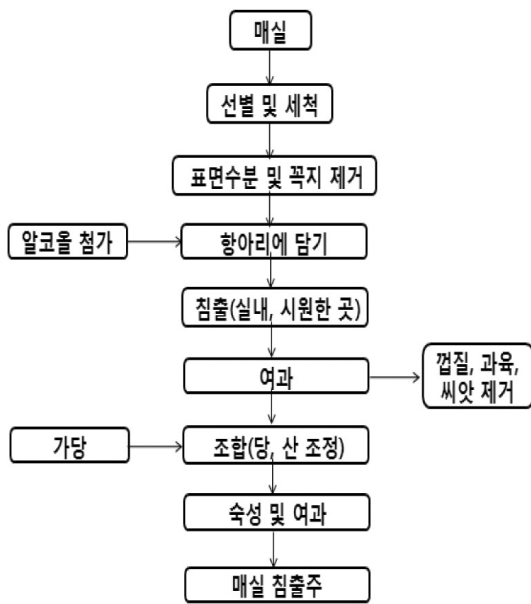 매실
선별 및 세척
표면수분 및 꼭지 제거
알코올 첨가
항아리에 담기
침출(실내, 시원한 곳)
여과
껍질, 과육,
씨앗 제거
가당
조합(당, 산 조정)
숙성 및 여과
매실 침출주